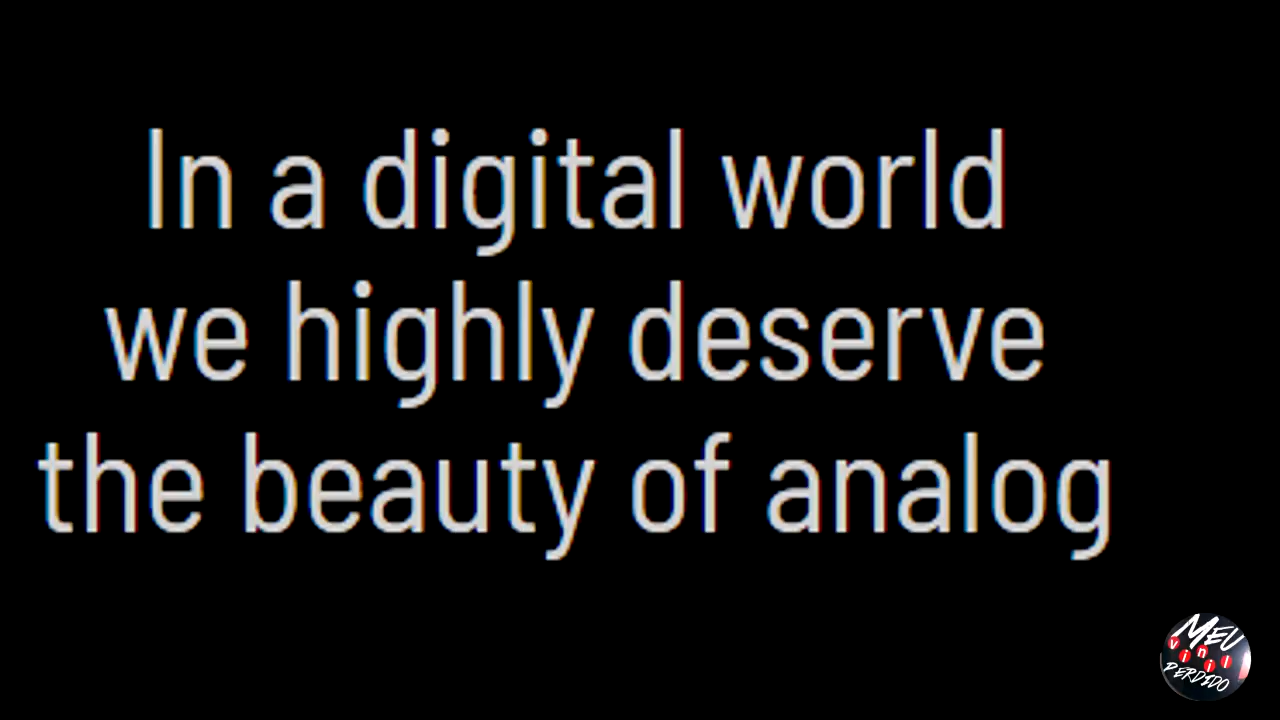 In a digital world
we highly deserve
the beauty of analog
MEU
vinil
PERDIDO